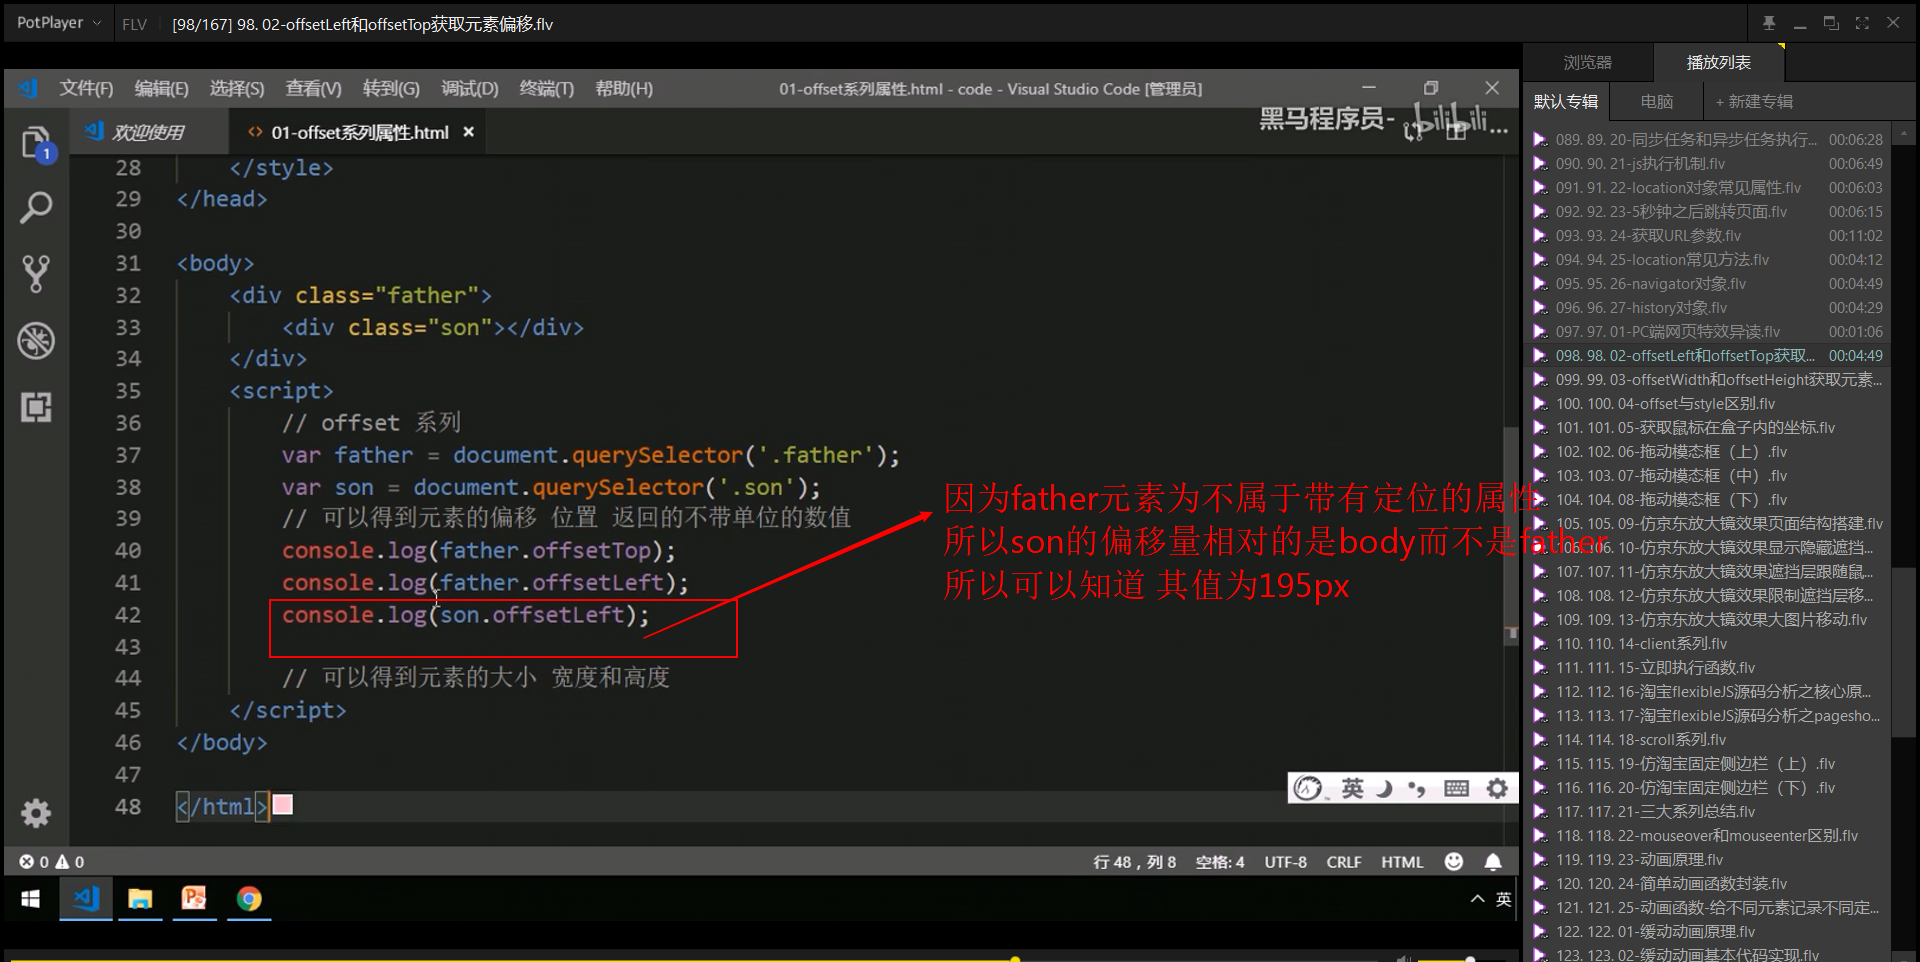 PotPlayer FLV [98/167] 98. 02-offsetLeft和offsetTop获取元素偏移.flv
浏览器 播放列表
默认专辑 电脑 + 新建专辑
文件(F) 编辑(E) 选择(S) 查看(V) 转到(G) 调试(D) 终端(T) 帮助(H) 01-offset系列属性.html - code - Visual Studio Code [管理员]
欢迎使用 <> 01-offset系列属性.html ×
黑马程序员- bilibili
1
28 </style>
29 </head>
30
31 <body>
32 <div class="father">
33 <div class="son"></div>
34 </div>
35 <script>
36 // offset 系列
37 var father = document.querySelector('.father');
38 var son = document.querySelector('.son');
39 // 可以得到元素的偏移 位置 返回的不带单位的数值
40 console.log(father.offsetTop);
41 console.log(father.offsetLeft);
42 console.log(son.offsetLeft);
43
44 // 可以得到元素的大小 宽度和高度
45 </script>
46 </body>
47
48 </html>
因为father元素为不属于带有定位的属性
所以son的偏移量相对的是body而不是father
所以可以知道 其值为195px
英
0 0 行 48，列 8 空格: 4 UTF-8 CRLF HTML
英
089. 89. 20-同步任务和异步任务执行... 00:06:28
090. 90. 21-js执行机制.flv 00:06:49
091. 91. 22-location对象常见属性.flv 00:06:03
092. 92. 23-5秒钟之后跳转页面.flv 00:06:15
093. 93. 24-获取URL参数.flv 00:11:02
094. 94. 25-location常见方法.flv 00:04:12
095. 95. 26-navigator对象.flv 00:04:49
096. 96. 27-history对象.flv 00:04:29
097. 97. 01-PC端网页特效异读.flv 00:01:06
098. 98. 02-offsetLeft和offsetTop获取... 00:04:49
099. 99. 03-offsetWidth和offsetHeight获取元素...
100. 100. 04-offset与style区别.flv
101. 101. 05-获取鼠标在盒子内的坐标.flv
102. 102. 06-拖动模态框（上）.flv
103. 103. 07-拖动模态框（中）.flv
104. 104. 08-拖动模态框（下）.flv
105. 105. 09-仿京东放大镜效果页面结构搭建.flv
106. 10-仿京东放大镜效果显示隐藏遮挡...
107. 107. 11-仿京东放大镜效果遮挡层跟随鼠...
108. 108. 12-仿京东放大镜效果限制遮挡层移...
109. 109. 13-仿京东放大镜效果大图片移动.flv
110. 110. 14-client系列.flv
111. 111. 15-立即执行函数.flv
112. 112. 16-淘宝flexibleJS源码分析之核心原...
113. 113. 17-淘宝flexibleJS源码分析之pagesho...
114. 114. 18-scroll系列.flv
115. 115. 19-仿淘宝固定侧边栏（上）.flv
116. 116. 20-仿淘宝固定侧边栏（下）.flv
117. 117. 21-三大系列总结.flv
118. 118. 22-mouseover和mouseenter区别.flv
119. 119. 23-动画原理.flv
120. 120. 24-简单动画函数封装.flv
121. 121. 25-动画函数-给不同元素记录不同定...
122. 122. 01-缓动动画原理.flv
123. 123. 02-缓动动画基本代码实现.flv